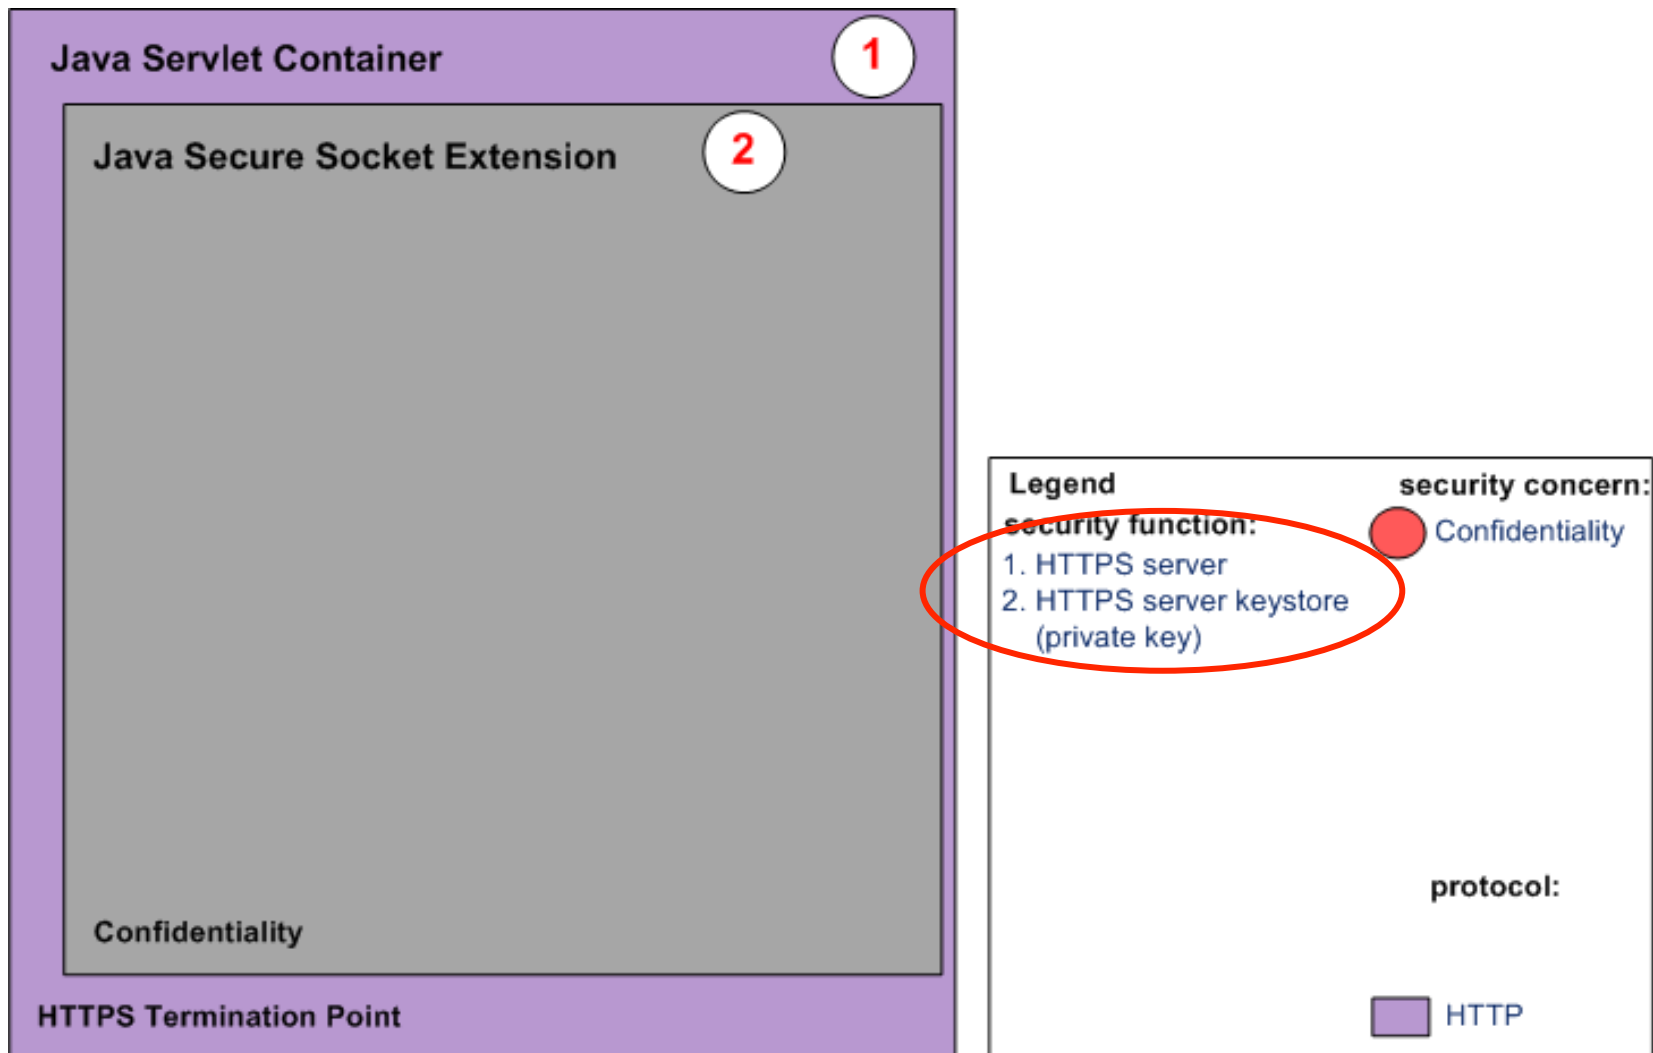 Java Servlet Container
1
Java Secure Socket Extension
2
Confidentiality
HTTPS Termination Point
Legend
security function:
1. HTTPS server
2. HTTPS server keystore
(private key)
security concern:
Confidentiality
protocol:
HTTP